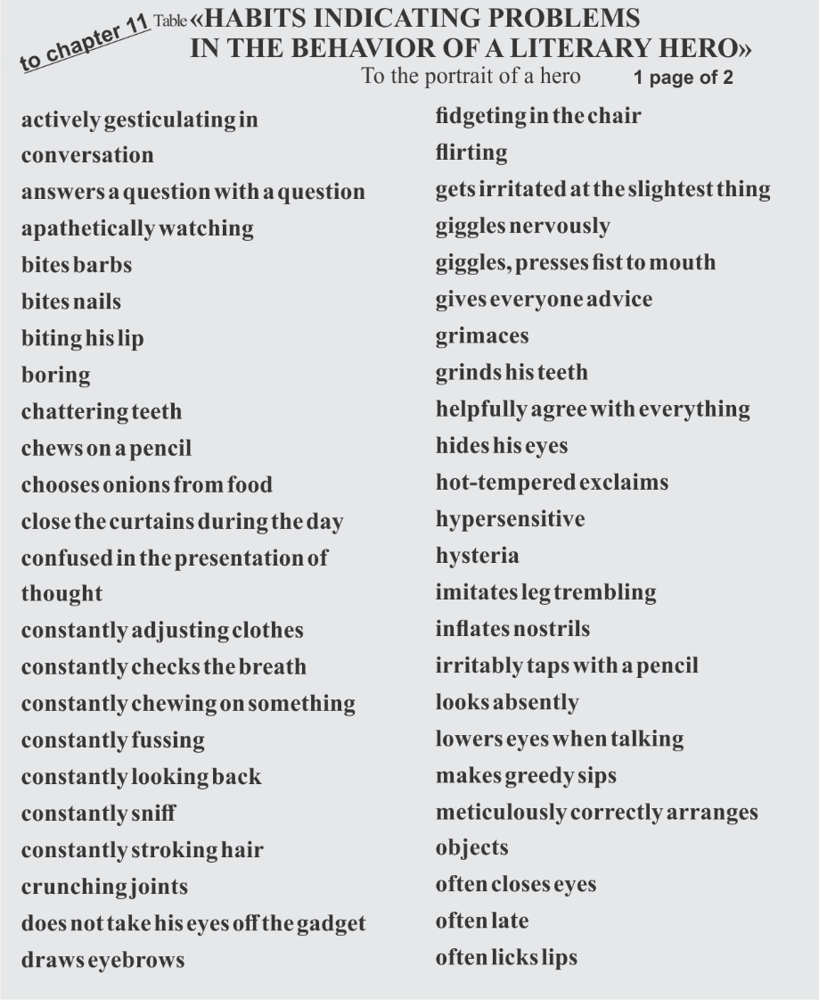 to chapter 11 Table «HABITS INDICATING PROBLEMS
IN THE BEHAVIOR OF A LITERARY HERO»
To the portrait of a hero 1 page of 2
actively gesticulating in
conversation
answers a question with a question
apathetically watching
bites barbs
bites nails
biting his lip
boring
chattering teeth
chews on a pencil
chooses onions from food
close the curtains during the day
confused in the presentation of
thought
constantly adjusting clothes
constantly checks the breath
constantly chewing on something
constantly fussing
constantly looking back
constantly sniff
constantly stroking hair
crunching joints
does not take his eyes off the gadget
draws eyebrows
fidgeting in the chair
flirting
gets irritated at the slightest thing
giggles nervously
giggles, presses fist to mouth
gives everyone advice
grimaces
grinds his teeth
helpfully agree with everything
hides his eyes
hot-tempered exclaims
hypersensitive
hysteria
imitates leg trembling
inflates nostrils
irritably taps with a pencil
looks absently
lowers eyes when talking
makes greedy sips
meticulously correctly arranges
objects
often closes eyes
often late
often licks lips